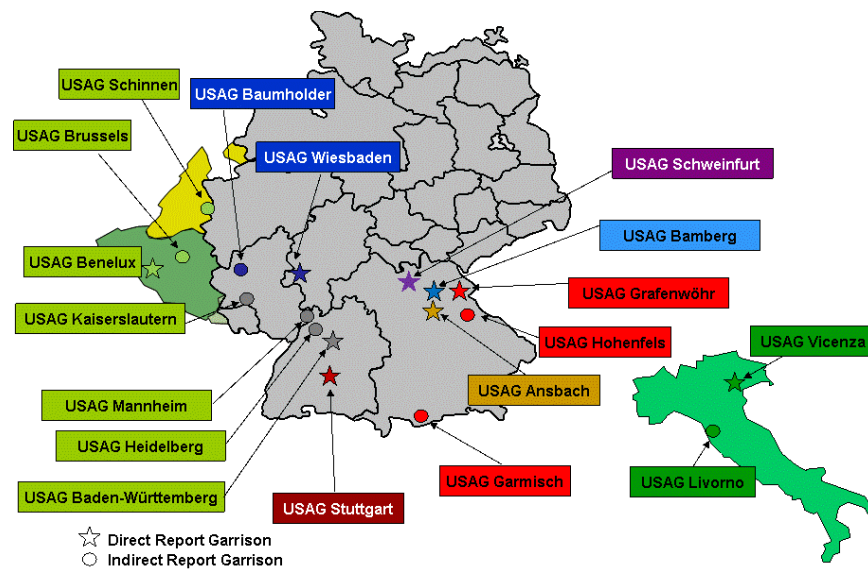 USAG Schinnen
USAG Baumholder
USAG Brussels
USAG Wiesbaden
USAG Schweinfurt
USAG Bamberg
USAG Benelux
USAG Grafenwöhr
USAG Kaiserslautern
USAG Hohenfels
USAG Vicenza
USAG Ansbach
USAG Mannheim
USAG Heidelberg
USAG Garmisch
USAG Livorno
USAG Baden-Württemberg
USAG Stuttgart
Direct Report Garrison
Indirect Report Garrison